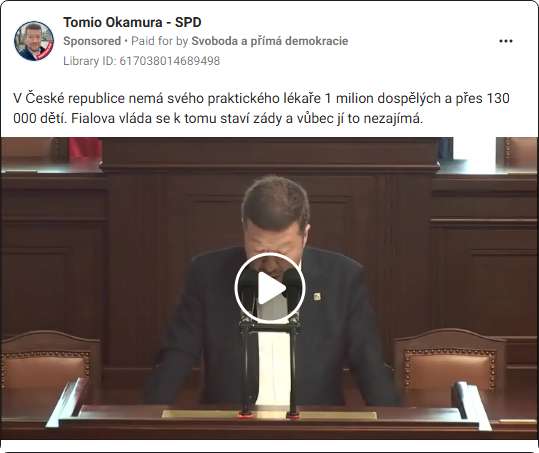 Tomio Okamura - SPD
Sponsored • Paid for by Svoboda a přímá demokracie
Library ID: 617038014689498
V České republice nemá svého praktického lékaře 1 milion dospělých a přes 130
000 dětí. Fialova vláda se k tomu staví zády a vůbec jí to nezajímá.